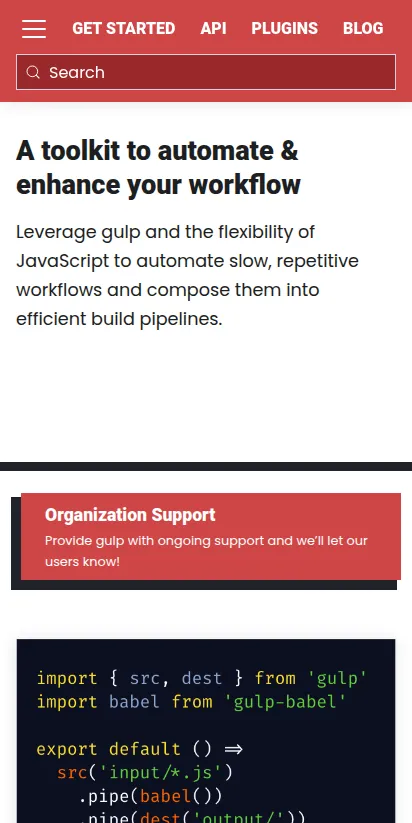 GET STARTED API PLUGINS BLOG
Search
A toolkit to automate &
enhance your workflow
Leverage gulp and the flexibility of
JavaScript to automate slow, repetitive
workflows and compose them into
efficient build pipelines.
Organization Support
Provide gulp with ongoing support and we’ll let our
users know!
import { src, dest } from 'gulp'
import babel from 'gulp-babel'
export default () =>
src('input/*.js')
.pipe(babel())
.pipe(dest('output/'))